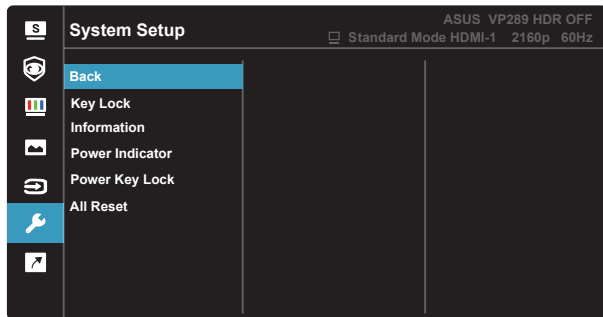 S
System Setup
ASUS VP289 HDR OFF
Standard Mode HDMI-1 2160p 60Hz
Back
Key Lock
Information
Power Indicator
Power Key Lock
All Reset